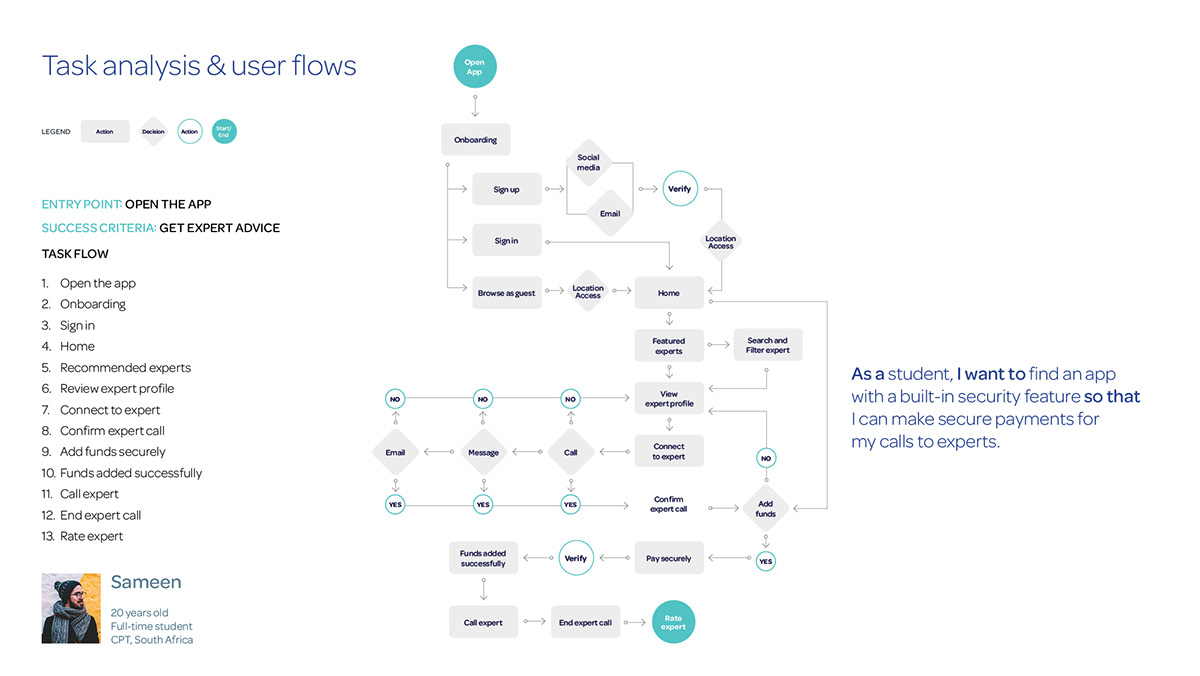 Task analysis & user flows
LEGEND
Action
Decision
Action
Start/
End
ENTRY POINT: OPEN THE APP
SUCCESS CRITERIA: GET EXPERT ADVICE
TASK FLOW
1. Open the app
2. Onboarding
3. Sign in
4. Home
5. Recommended experts
6. Review expert profile
7. Connect to expert
8. Confirm expert call
9. Add funds securely
10. Funds added successfully
11. Call expert
12. End expert call
13. Rate expert
Sameen
20 years old
Full-time student
CPT, South Africa
Open
App
Onboarding
Sign up
Social
media
Email
Verify
Location
Access
Sign in
Browse as guest
Location
Access
Home
Featured
experts
Search and
Filter expert
View
expert profile
NO
NO
NO
Email
Message
Call
Connect
to expert
NO
YES
YES
YES
Confirm
expert call
Add
funds
YES
Funds added
successfully
Verify
Pay securely
Call expert
End expert call
Rate
expert
As a student, I want to find an app
with a built-in security feature so that
I can make secure payments for
my calls to experts.